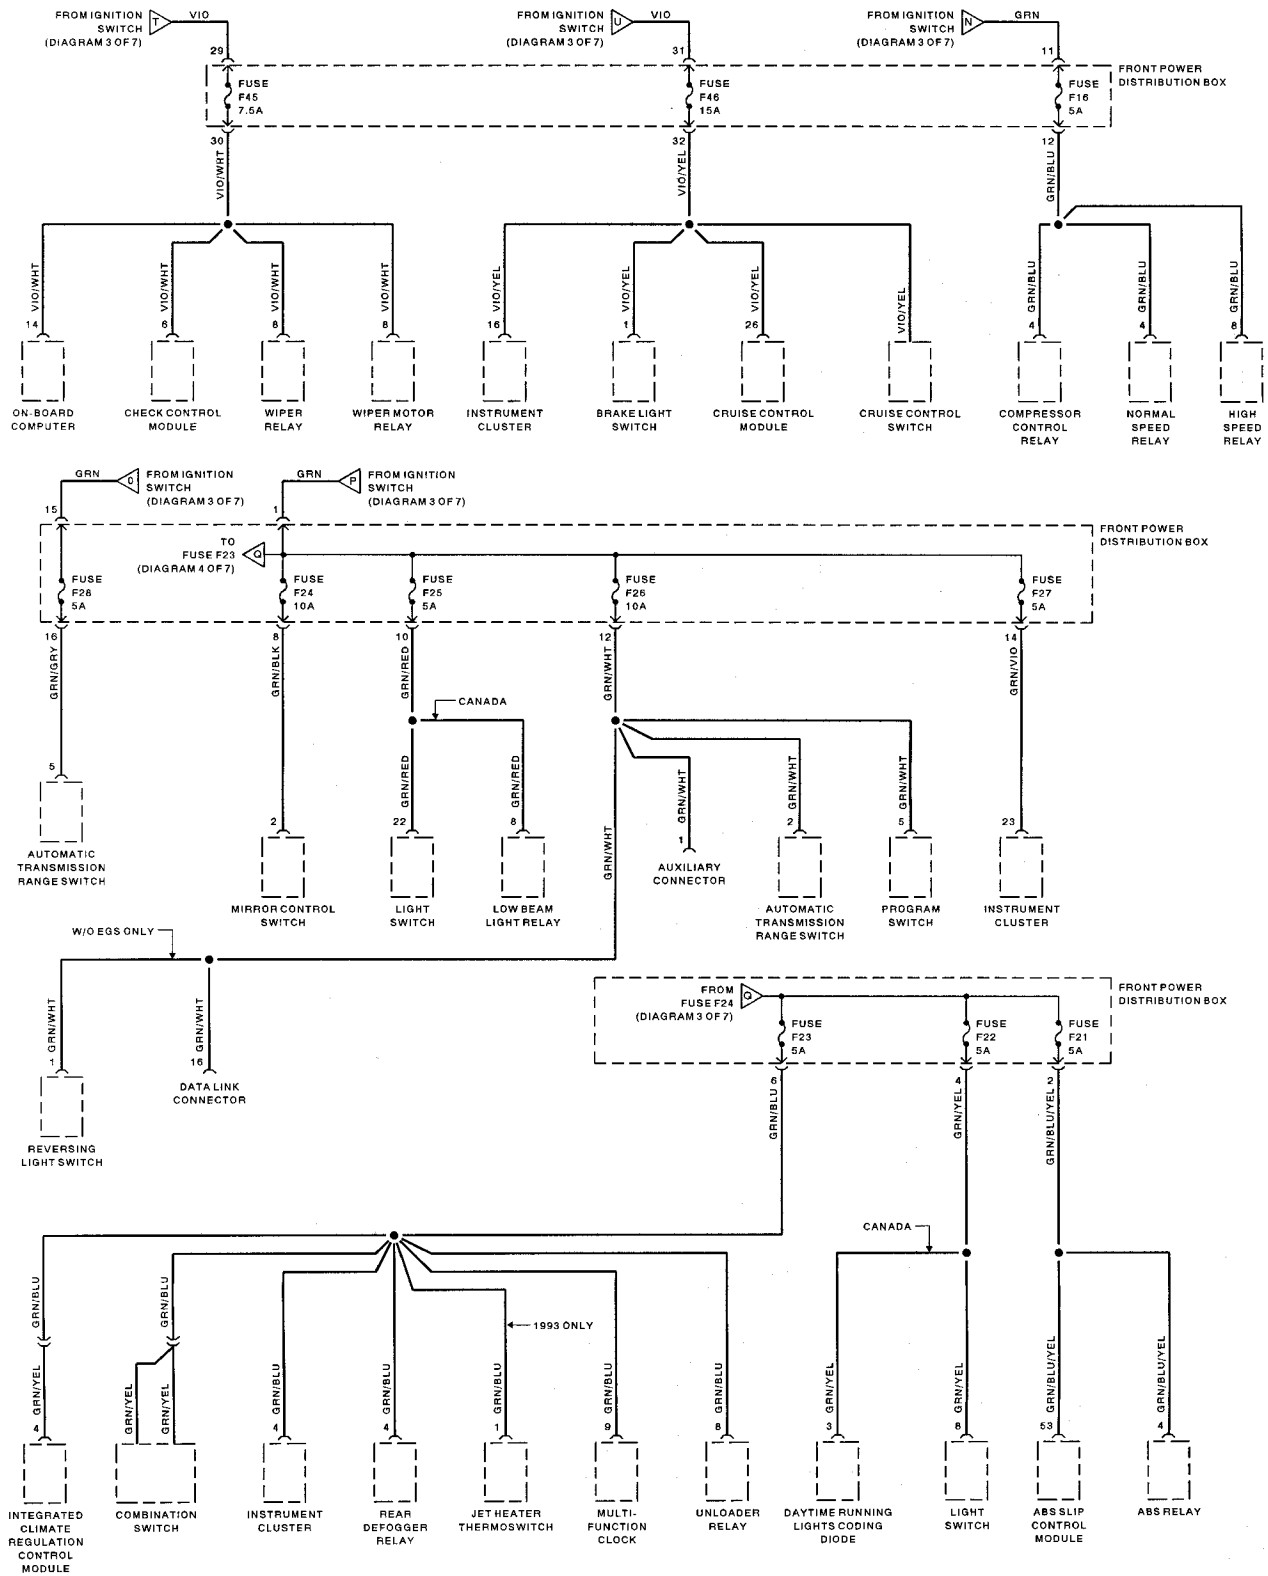 FROM IGNITION
SWITCH
(DIAGRAM 3 OF 7)
T
VIO
29
FUSE
F45
7.5A
30
VIO/WHT
FROM IGNITION
SWITCH
(DIAGRAM 3 OF 7)
U
VIO
31
FUSE
F46
15A
32
VIO/YEL
FROM IGNITION
SWITCH
(DIAGRAM 3 OF 7)
N
GRN
11
FUSE
F16
5A
12
GRN/BLU
FRONT POWER
DISTRIBUTION BOX
VIO/WHT
14
ON-BOARD
COMPUTER
VIO/WHT
6
CHECK CONTROL
MODULE
VIO/WHT
8
WIPER
RELAY
VIO/WHT
8
WIPER MOTOR
RELAY
VIO/YEL
16
INSTRUMENT
CLUSTER
VIO/YEL
1
BRAKE LIGHT
SWITCH
VIO/YEL
26
CRUISE CONTROL
MODULE
VIO/YEL
CRUISE CONTROL
SWITCH
GRN/BLU
4
COMPRESSOR
CONTROL
RELAY
GRN/BLU
4
NORMAL
SPEED
RELAY
GRN/BLU
8
HIGH
SPEED
RELAY
GRN
O
FROM IGNITION
SWITCH
(DIAGRAM 3 OF 7)
15
GRN
P
FROM IGNITION
SWITCH
(DIAGRAM 3 OF 7)
1
FRONT POWER
DISTRIBUTION BOX
TO
FUSE F23
(DIAGRAM 4 OF 7)
Q
FUSE
F28
5A
FUSE
F24
10A
FUSE
F25
5A
FUSE
F26
10A
FUSE
F27
5A
16
GRN/GRY
8
GRN/BLK
10
GRN/RED
12
GRN/WHT
14
GRN/VIO
CANADA
5
AUTOMATIC
TRANSMISSION
RANGE SWITCH
2
MIRROR CONTROL
SWITCH
GRN/RED
22
LIGHT
SWITCH
GRN/RED
8
LOW BEAM
LIGHT RELAY
GRN/WHT
GRN/WHT
1
AUXILIARY
CONNECTOR
GRN/WHT
2
AUTOMATIC
TRANSMISSION
RANGE SWITCH
GRN/WHT
5
PROGRAM
SWITCH
23
INSTRUMENT
CLUSTER
W/O EGS ONLY
GRN/WHT
1
REVERSING
LIGHT SWITCH
GRN/WHT
16
DATA LINK
CONNECTOR
FROM
FUSE F24
(DIAGRAM 3 OF 7)
Q
FRONT POWER
DISTRIBUTION BOX
FUSE
F23
5A
FUSE
F22
5A
FUSE
F21
5A
6
GRN/BLU
4
GRN/YEL
2
GRN/BLU/YEL
CANADA
GRN/BLU
GRN/YEL
4
INTEGRATED
CLIMATE
REGULATION
CONTROL
MODULE
GRN/BLU
GRN/YEL
GRN/YEL
COMBINATION
SWITCH
GRN/BLU
4
INSTRUMENT
CLUSTER
GRN/BLU
4
REAR
DEFOGGER
RELAY
1993 ONLY
GRN/BLU
1
JET HEATER
THERMOSWITCH
GRN/BLU
9
MULTI-
FUNCTION
CLOCK
GRN/BLU
8
UNLOADER
RELAY
GRN/YEL
3
DAYTIME RUNNING
LIGHTS CODING
DIODE
GRN/YEL
8
LIGHT
SWITCH
GRN/BLU/YEL
53
ABS SLIP
CONTROL
MODULE
GRN/BLU/YEL
4
ABS RELAY